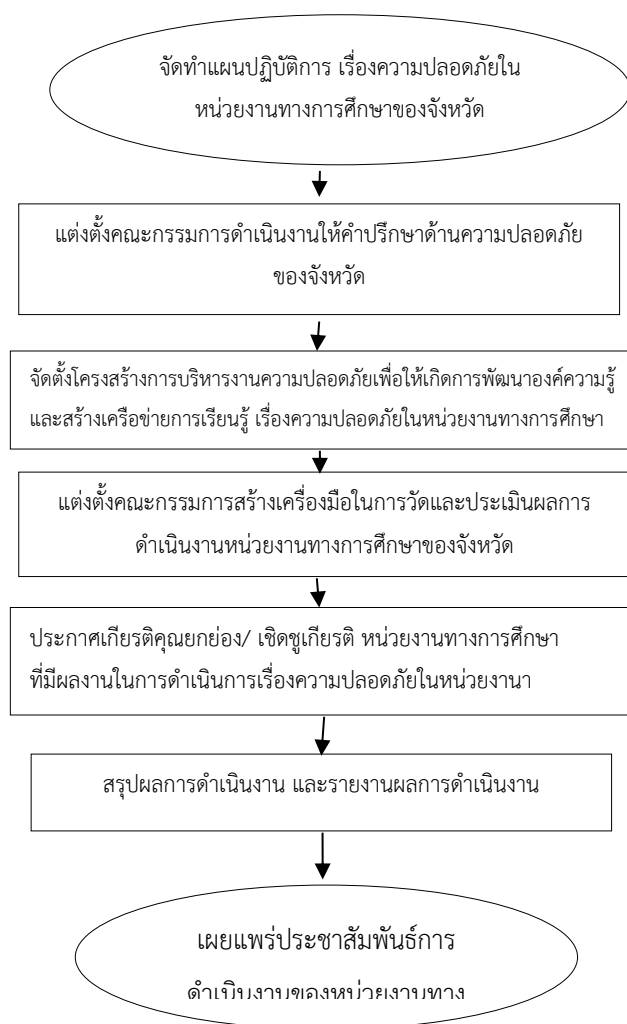 จัดทำแผนปฏิบัติการ เรื่องความปลอดภัยใน
หน่วยงานทางการศึกษาของจังหวัด
แต่งตั้งคณะกรรมการดำเนินงานให้คำปรึกษาด้านความปลอดภัย
ของจังหวัด
จัดตั้งโครงสร้างการบริหารงานความปลอดภัยเพื่อให้เกิดการพัฒนาองค์ความรู้
และสร้างเครือข่ายการเรียนรู้ เรื่องความปลอดภัยในหน่วยงานทางการศึกษา
แต่งตั้งคณะกรรมการสร้างเครื่องมือในการวัดและประเมินผลการ
ดำเนินงานหน่วยงานทางการศึกษาของจังหวัด
ประกาศเกียรติคุณยกย่อง/ เชิดชูเกียรติ หน่วยงานทางการศึกษา
ที่มีผลงานในการดำเนินการเรื่องความปลอดภัยในหน่วยงานา
สรุปผลการดำเนินงาน และรายงานผลการดำเนินงาน
เผยแพร่ประชาสัมพันธ์การ
ดำเนินงานของหน่วยงานทาง